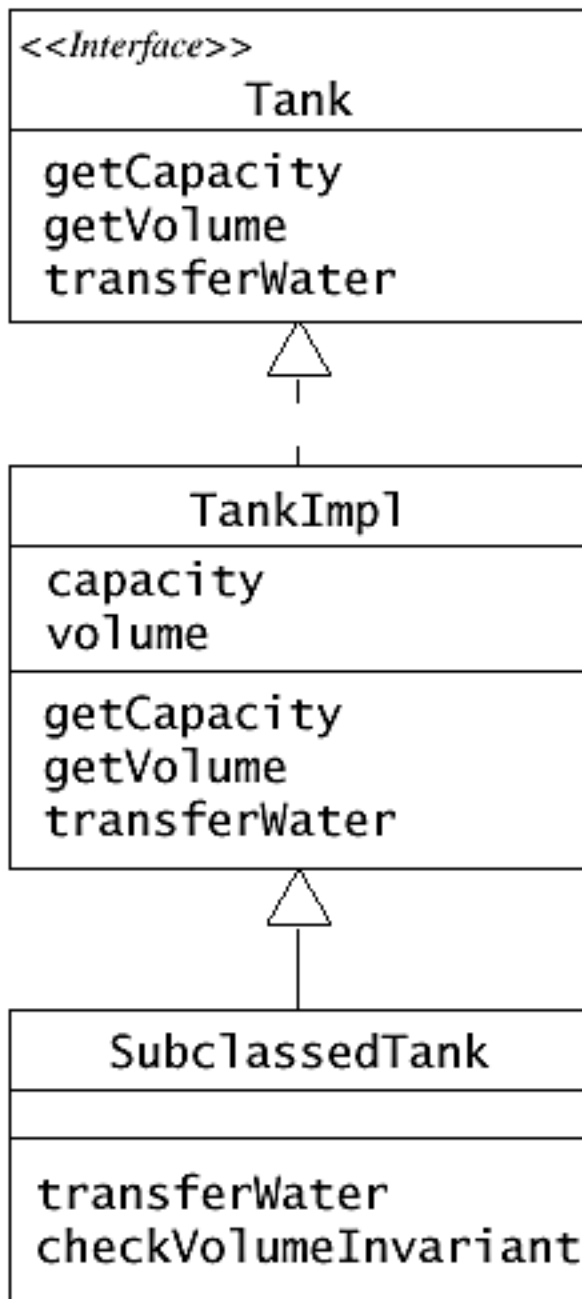 <<Interface>>
Tank
getCapacity
getVolume
transferWater
TankImpl
capacity
volume
getCapacity
getVolume
transferWater
SubclassedTank
transferWater
checkVolumeInvariant